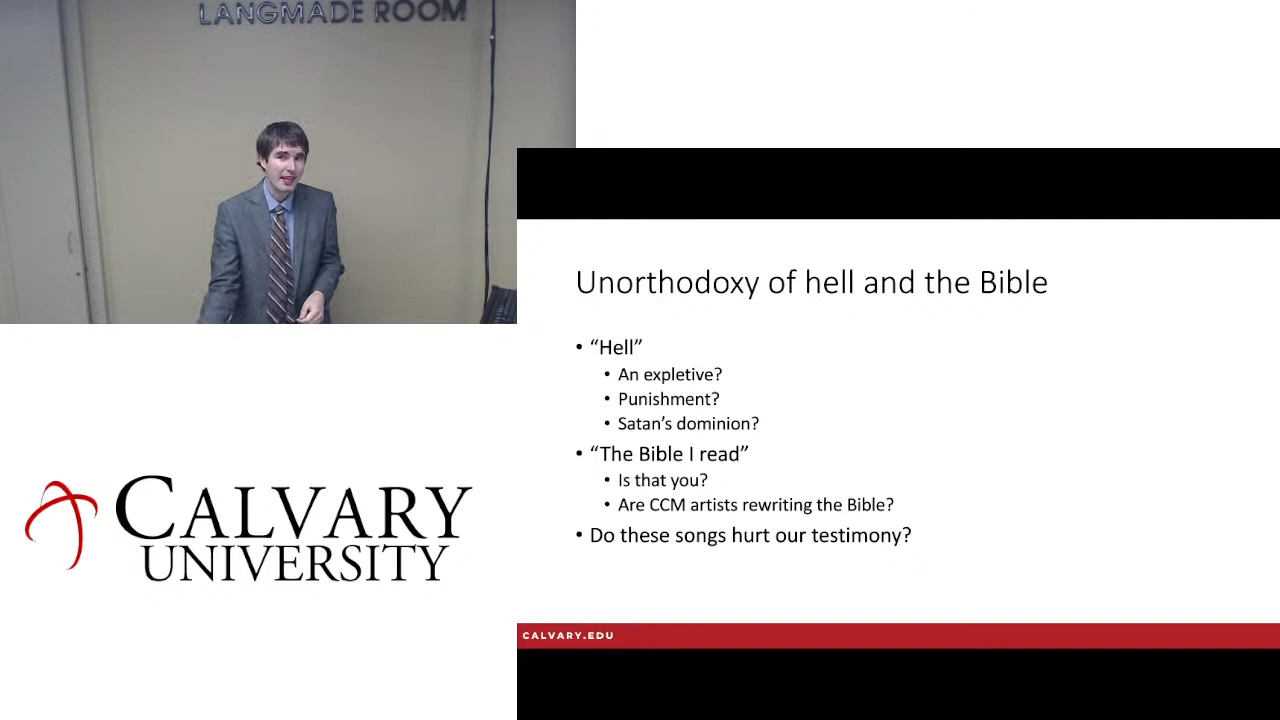 LANGMADE ROOM
Unorthodoxy of hell and the Bible
• “Hell”
• An expletive?
• Punishment?
• Satan’s dominion?
• “The Bible I read”
• Is that you?
• Are CCM artists rewriting the Bible?
• Do these songs hurt our testimony?
CALVARY
UNIVERSITY
CALVARY.EDU